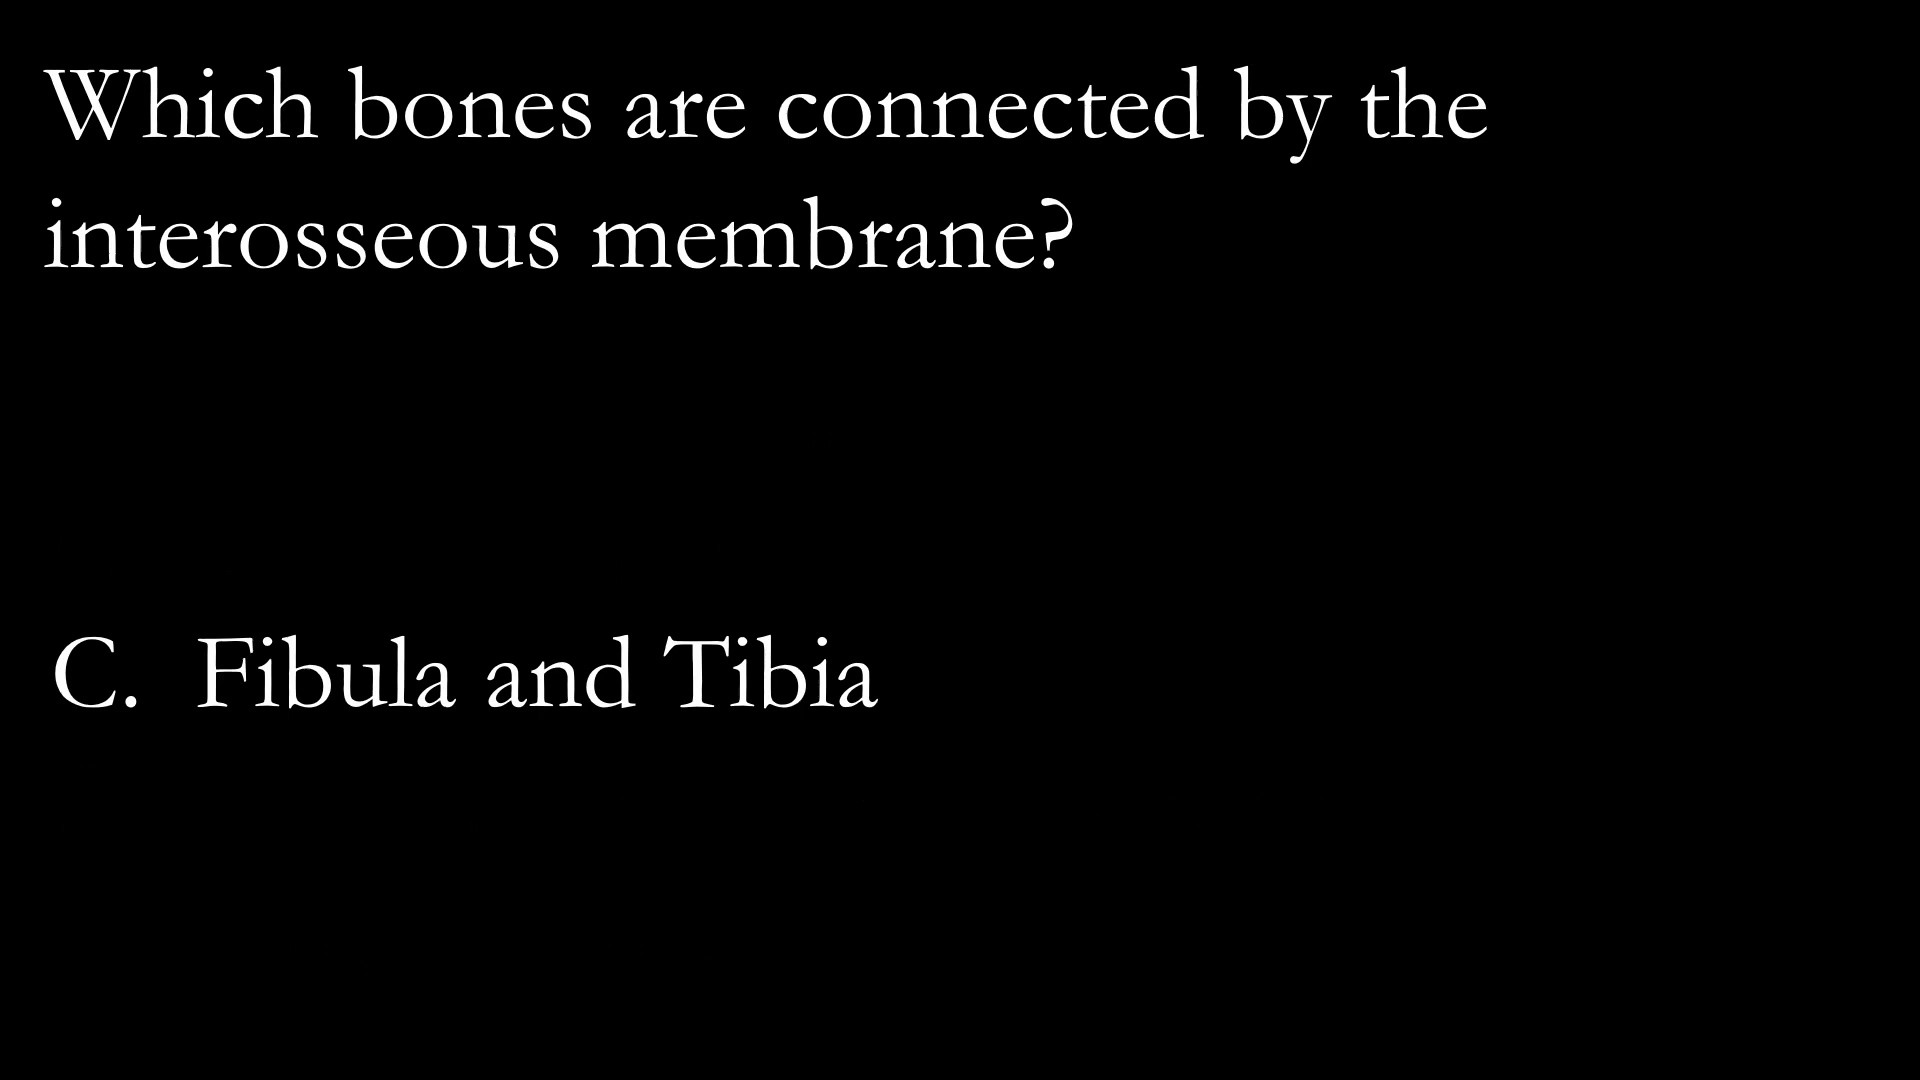 Which bones are connected by the
interosseous membrane?
C. Fibula and Tibia